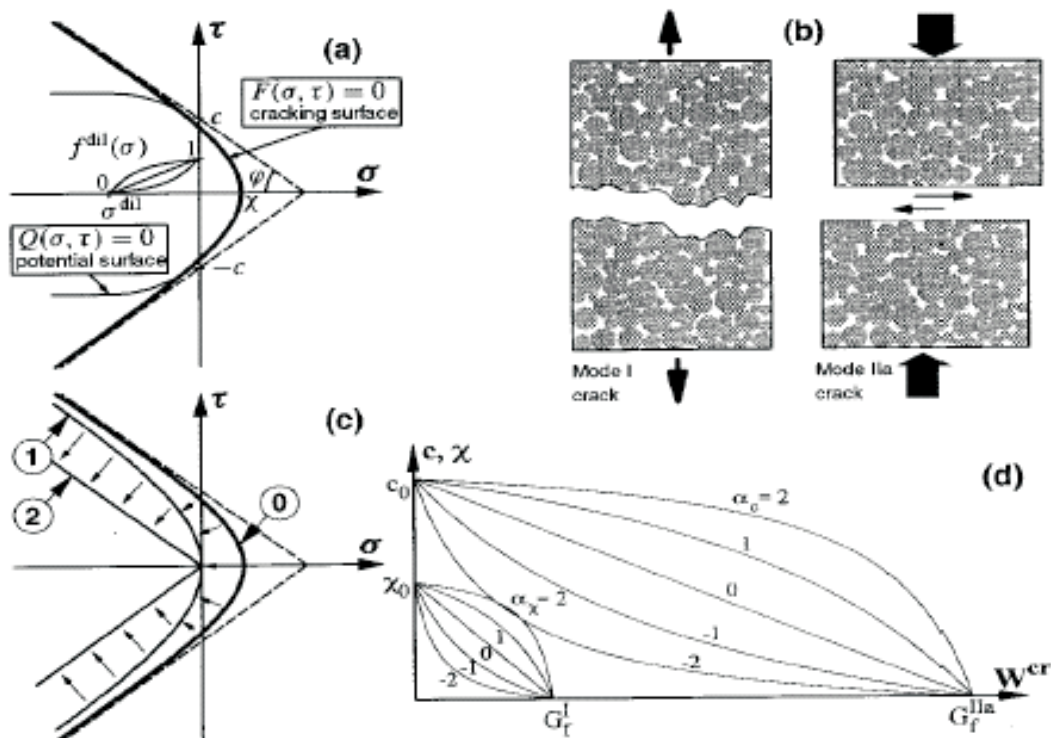 τ
(a)
F(σ, τ) = 0
cracking surface
c
f^dil(σ)
1
0
φ
σ
σ^dil
χ
Q(σ, τ) = 0
potential surface
−c
(b)
Mode I
crack
Mode IIa
crack
τ
(c)
1
2
0
σ
c, χ
(d)
c₀
α_c = 2
1
0
-1
-2
χ₀
α_χ = 2
1
0
-1
-2
W^cr
G_f^I
G_f^IIa